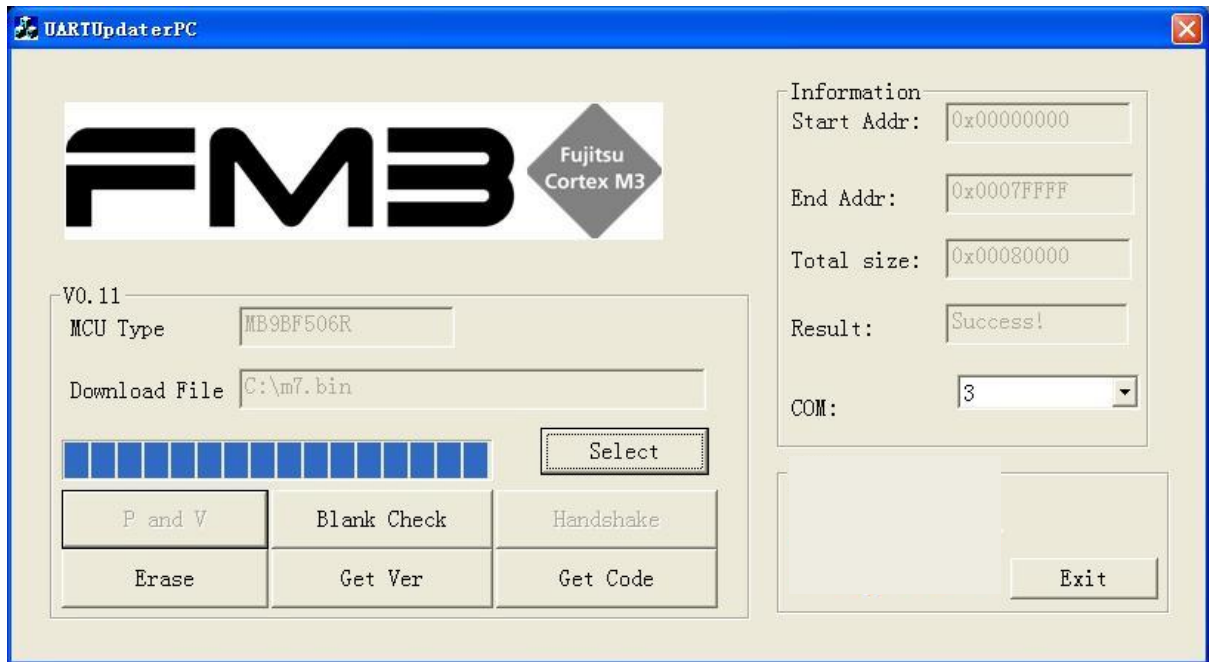 UARTUpdaterPC
FM3
Fujitsu
Cortex M3
V0.11
MCU Type
MB9BF506R
Download File
C:\m7.bin
Select
P and V
Blank Check
Handshake
Erase
Get Ver
Get Code
Information
Start Addr:
0x00000000
End Addr:
0x0007FFFF
Total size:
0x00080000
Result:
Success!
COM:
3
Exit